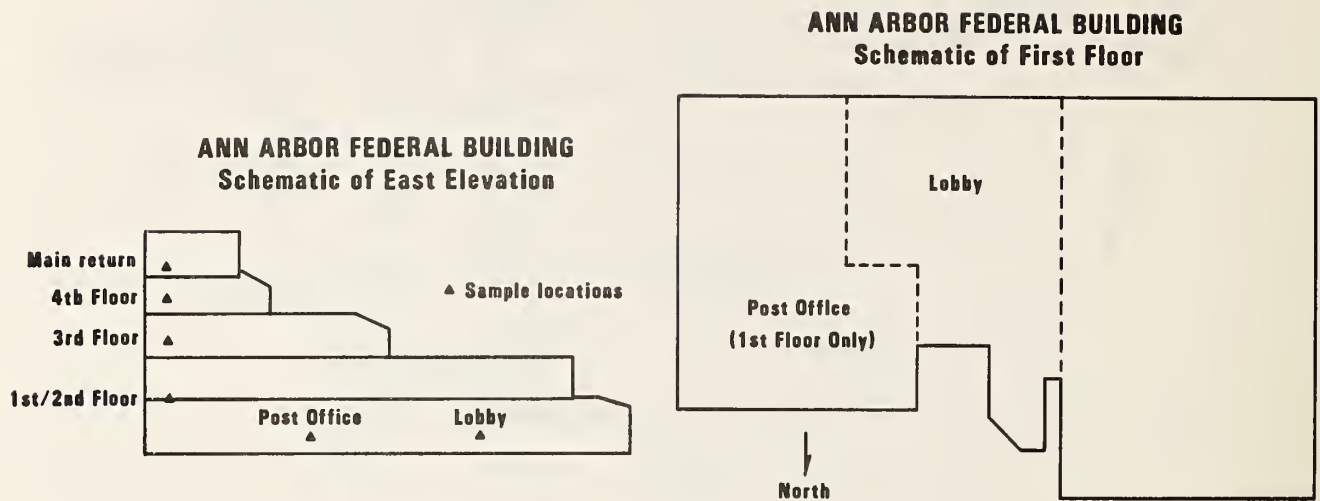 ANN ARBOR FEDERAL BUILDING
Schematic of East Elevation
Main return
4th Floor
3rd Floor
1st/2nd Floor
Sample locations
Post Office
Lobby
ANN ARBOR FEDERAL BUILDING
Schematic of First Floor
Lobby
Post Office
(1st Floor Only)
North